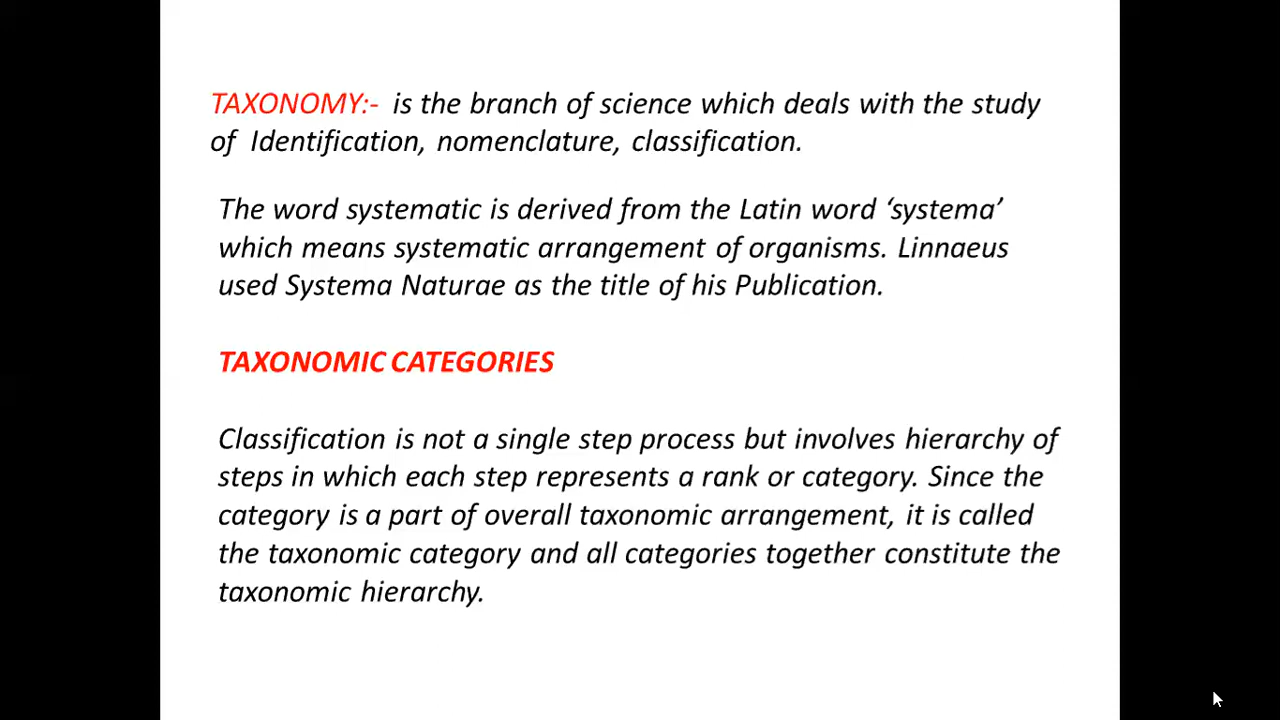 TAXONOMY:- is the branch of science which deals with the study
of Identification, nomenclature, classification.
The word systematic is derived from the Latin word ‘systema’
which means systematic arrangement of organisms. Linnaeus
used Systema Naturae as the title of his Publication.
TAXONOMIC CATEGORIES
Classification is not a single step process but involves hierarchy of
steps in which each step represents a rank or category. Since the
category is a part of overall taxonomic arrangement, it is called
the taxonomic category and all categories together constitute the
taxonomic hierarchy.